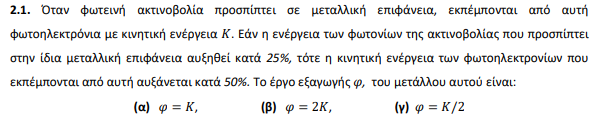 2.1. Όταν φωτεινή ακτινοβολία προσπίπτει σε μεταλλική επιφάνεια, εκπέμπονται από αυτή
φωτοηλεκτρόνια με κινητική ενέργεια K. Εάν η ενέργεια των φωτονίων της ακτινοβολίας που προσπίπτει
στην ίδια μεταλλική επιφάνεια αυξηθεί κατά 25%, τότε η κινητική ενέργεια των φωτοηλεκτρονίων που
εκπέμπονται από αυτή αυξάνεται κατά 50%. Το έργο εξαγωγής φ, του μετάλλου αυτού είναι:
(α) φ = K, (β) φ = 2K, (γ) φ = K/2